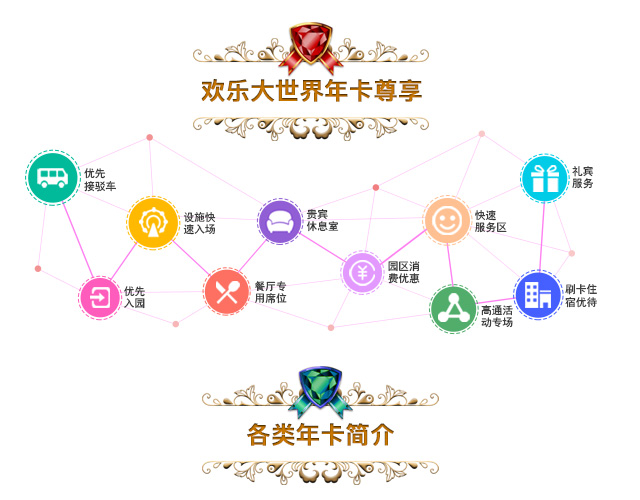 欢乐大世界年卡尊享
优先
接驳车
设施快
速入场
贵宾
休息室
快速
服务区
礼宾
服务
优先
入园
餐厅专
用席位
园区消
费优惠
高通活
动专场
刷卡住
宿优待
各类年卡简介